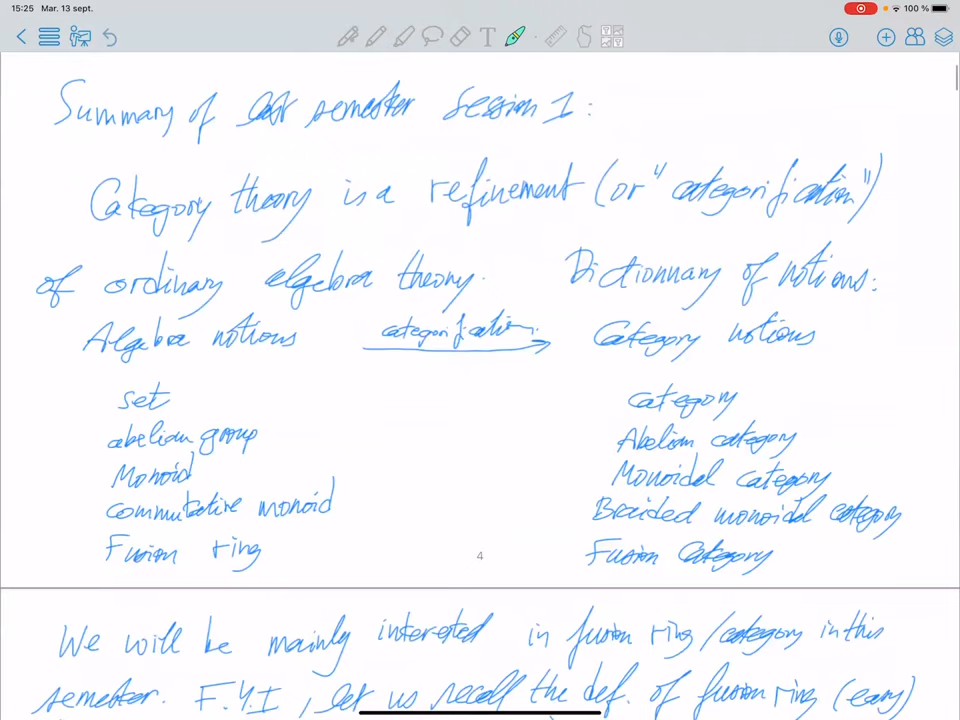 15:25 Mar. 13 sept. 100 %
Summary of last semester Session 1:
Category theory is a refinement (or "categorification")
of ordinary algebra theory. Dictionnary of notions:
Algebra notions categorification Category notions
set category
abelian group Abelian category
Monoid Monoidal category
commutative monoid Braided monoidal category
Fusion ring Fusion Category
4
We will be mainly interested in fusion ring/category in this
semester. F.Y.I, let us recall the def. of fusion ring (easy)